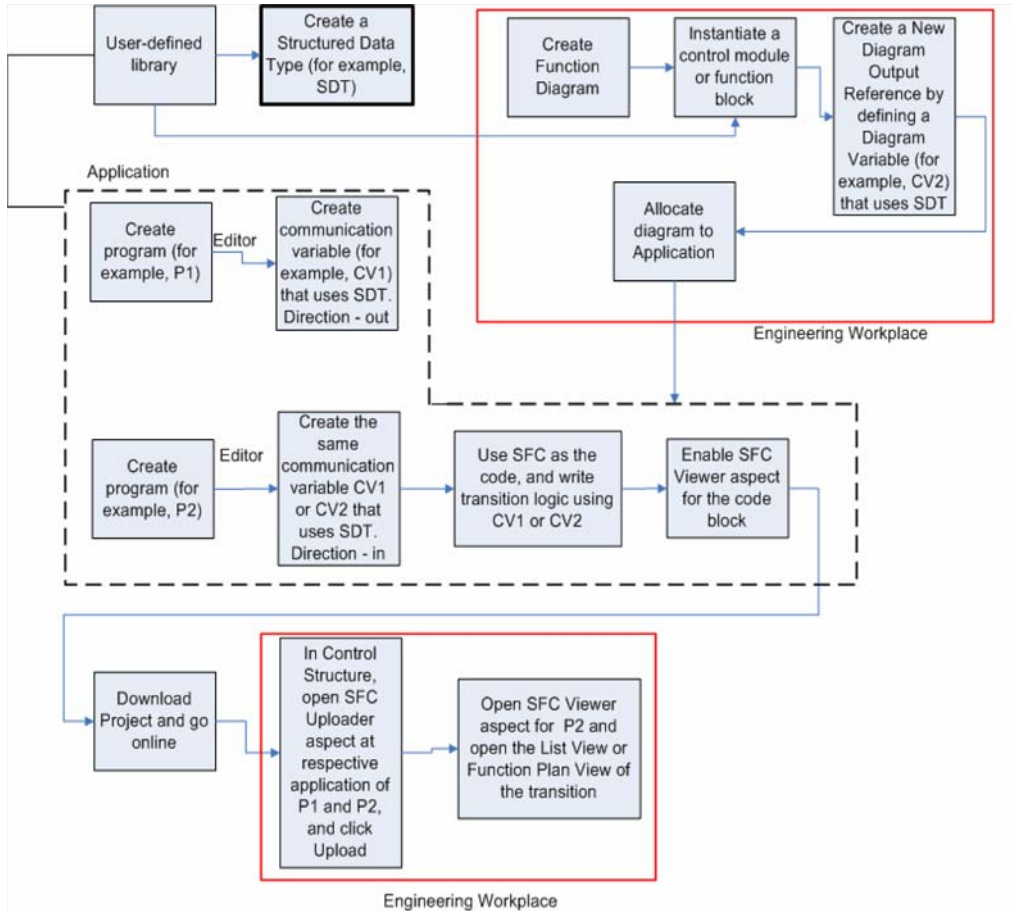 User-defined
library
Create a
Structured Data
Type (for example,
SDT)
Create
Function
Diagram
Instantiate a
control module
or function
block
Create a New
Diagram
Output
Reference by
defining a
Diagram
Variable (for
example, CV2)
that uses SDT
Allocate
diagram to
Application
Engineering Workplace
Application
Create
program (for
example, P1)
Editor
Create
communication
variable (for
example, CV1)
that uses SDT.
Direction - out
Create
program (for
example, P2)
Editor
Create the
same
communication
variable CV1
or CV2 that
uses SDT.
Direction - in
Use SFC as the
code, and write
transition logic using
CV1 or CV2
Enable SFC
Viewer aspect
for the code
block
Download
Project and go
online
In Control
Structure,
open SFC
Uploader
aspect at
respective
application of
P1 and P2,
and click
Upload
Open SFC Viewer
aspect for P2 and
open the List View or
Function Plan View of
the transition
Engineering Workplace